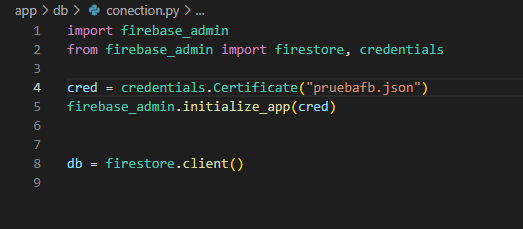 app > db > conection.py > ...
1 import firebase_admin
2 from firebase_admin import firestore, credentials
3
4 cred = credentials.Certificate("pruebafb.json")
5 firebase_admin.initialize_app(cred)
6
7
8 db = firestore.client()
9